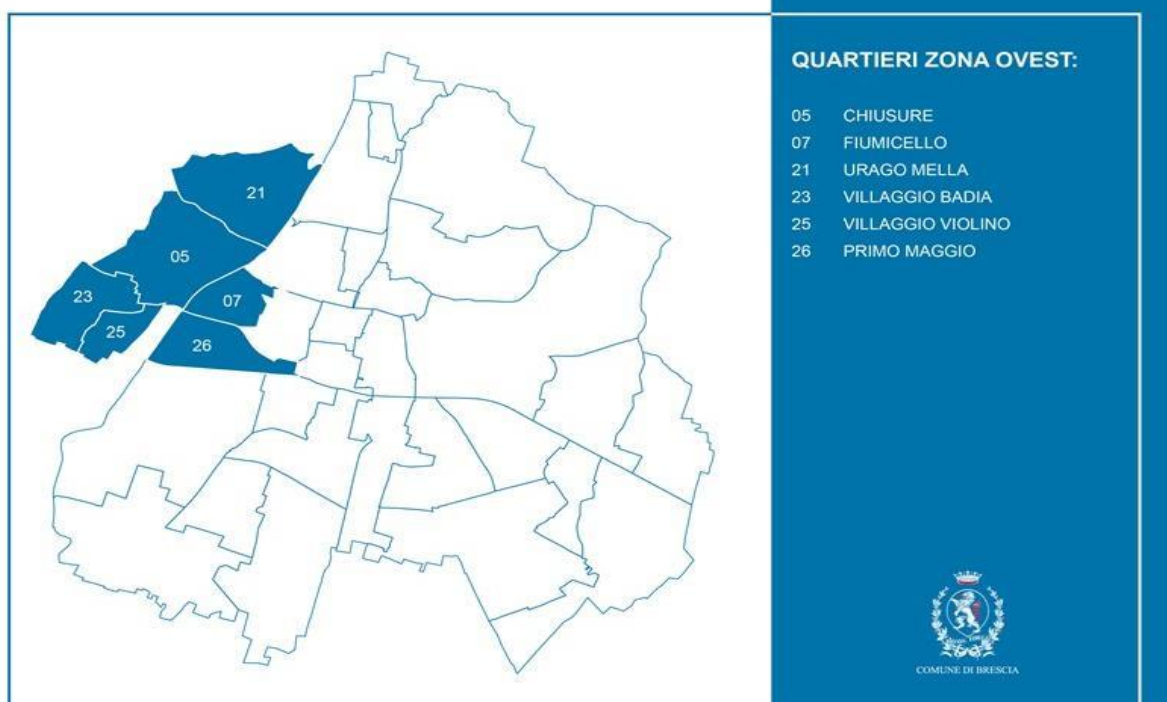 QUARTIERI ZONA OVEST:
05 CHIUSURE
07 FIUMICELLO
21 URAGO MELLA
23 VILLAGGIO BADIA
25 VILLAGGIO VIOLINO
26 PRIMO MAGGIO
21
05
23
07
25
26
COMUNE DI BRESCIA